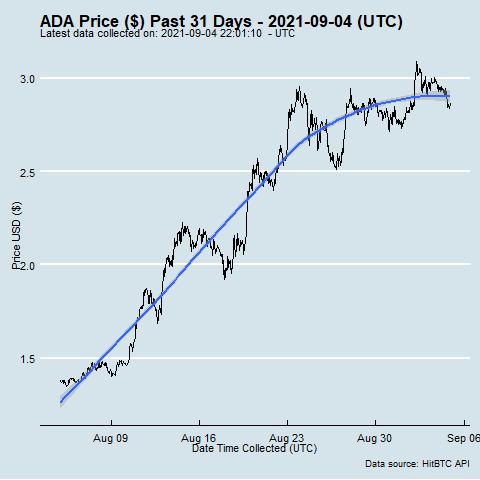 ADA Price ($) Past 31 Days - 2021-09-04 (UTC)
Latest data collected on: 2021-09-04 22:01:10  - UTC
Price USD ($)
3.0
2.5
2.0
1.5
Aug 09
Aug 16
Aug 23
Aug 30
Sep 06
Date Time Collected (UTC)
Data source: HitBTC API